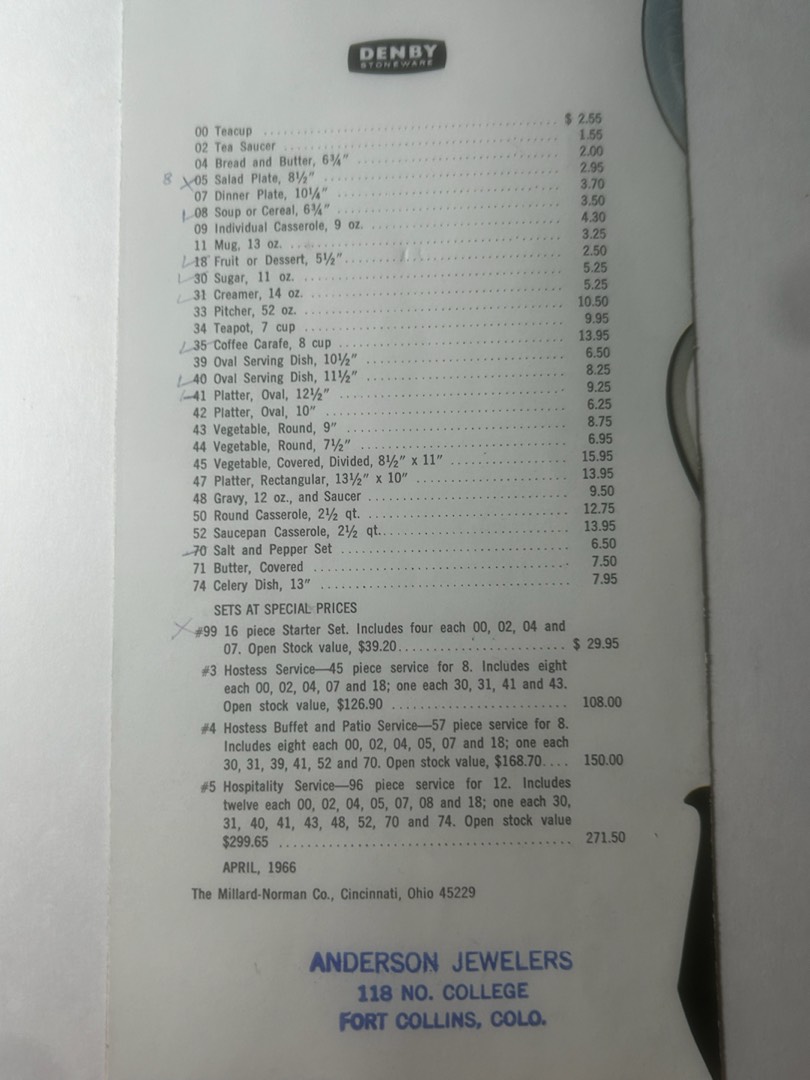 DENBY
STONEWARE
00 Teacup ........................ $ 2.55
02 Tea Saucer ........................ 1.55
04 Bread and Butter, 6¾" ........................ 2.00
8 X 05 Salad Plate, 8½" ........................ 2.95
07 Dinner Plate, 10¼" ........................ 3.70
08 Soup or Cereal, 6¾" ........................ 3.50
09 Individual Casserole, 9 oz. ........................ 4.30
11 Mug, 13 oz. ........................ 3.25
18 Fruit or Dessert, 5½" ........................ 2.50
30 Sugar, 11 oz. ........................ 5.25
31 Creamer, 14 oz. ........................ 5.25
33 Pitcher, 52 oz. ........................ 10.50
34 Teapot, 7 cup ........................ 9.95
35 Coffee Carafe, 8 cup ........................ 13.95
39 Oval Serving Dish, 10½" ........................ 6.50
40 Oval Serving Dish, 11½" ........................ 8.25
41 Platter, Oval, 12½" ........................ 9.25
42 Platter, Oval, 10" ........................ 6.25
43 Vegetable, Round, 9" ........................ 8.75
44 Vegetable, Round, 7½" ........................ 6.95
45 Vegetable, Covered, Divided, 8½" x 11" ................ 15.95
47 Platter, Rectangular, 13½" x 10" ................ 13.95
48 Gravy, 12 oz., and Saucer ........................ 9.50
50 Round Casserole, 2½ qt. ........................ 12.75
52 Saucepan Casserole, 2½ qt. ........................ 13.95
70 Salt and Pepper Set ........................ 6.50
71 Butter, Covered ........................ 7.50
74 Celery Dish, 13" ........................ 7.95
SETS AT SPECIAL PRICES
X #99 16 piece Starter Set. Includes four each 00, 02, 04 and
07. Open Stock value, $39.20........................ $ 29.95
#3 Hostess Service—45 piece service for 8. Includes eight
each 00, 02, 04, 07 and 18; one each 30, 31, 41 and 43.
Open stock value, $126.90 ........................ 108.00
#4 Hostess Buffet and Patio Service—57 piece service for 8.
Includes eight each 00, 02, 04, 05, 07 and 18; one each
30, 31, 39, 41, 52 and 70. Open stock value, $168.70.... 150.00
#5 Hospitality Service—96 piece service for 12. Includes
twelve each 00, 02, 04, 05, 07, 08 and 18; one each 30,
31, 40, 41, 43, 48, 52, 70 and 74. Open stock value
$299.65 ........................ 271.50
APRIL, 1966
The Millard-Norman Co., Cincinnati, Ohio 45229
ANDERSON JEWELERS
118 NO. COLLEGE
FORT COLLINS, COLO.